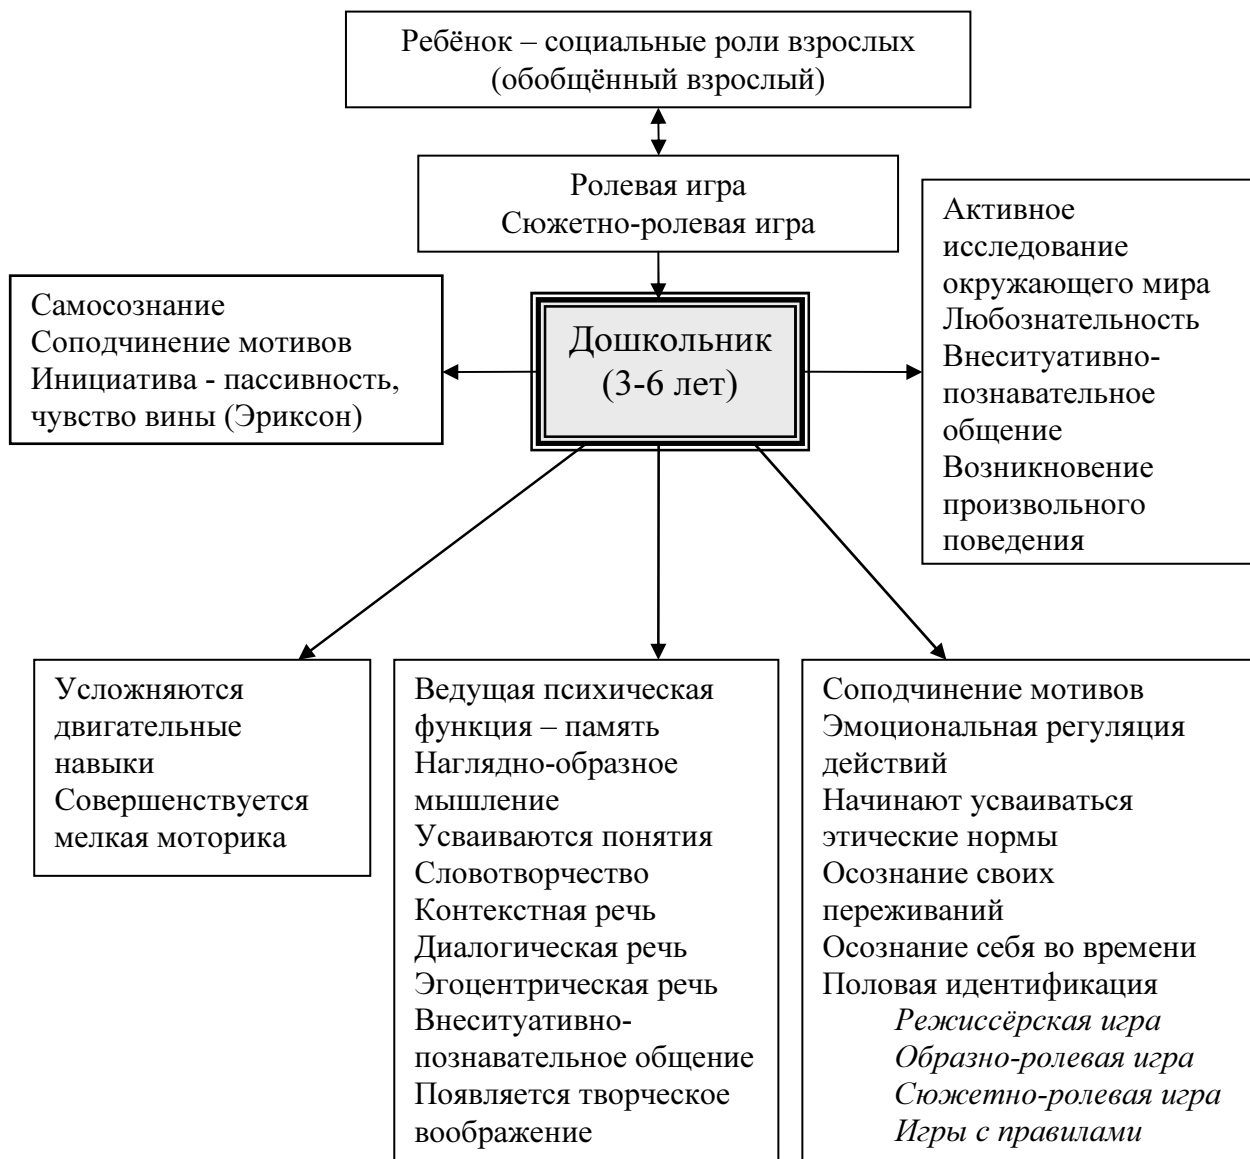 Ребёнок – социальные роли взрослых
(обобщённый взрослый)
Ролевая игра
Сюжетно-ролевая игра
Самосознание
Соподчинение мотивов
Инициатива - пассивность,
чувство вины (Эриксон)
Дошкольник
(3-6 лет)
Активное
исследование
окружающего мира
Любознательность
Внеситуативно-
познавательное
общение
Возникновение
произвольного
поведения
Усложняются
двигательные
навыки
Совершенствуется
мелкая моторика
Ведущая психическая
функция – память
Наглядно-образное
мышление
Усваиваются понятия
Словотворчество
Контекстная речь
Диалогическая речь
Эгоцентрическая речь
Внеситуативно-
познавательное общение
Появляется творческое
воображение
Соподчинение мотивов
Эмоциональная регуляция
действий
Начинают усваиваться
этические нормы
Осознание своих
переживаний
Осознание себя во времени
Половая идентификация
Режиссёрская игра
Образно-ролевая игра
Сюжетно-ролевая игра
Игры с правилами